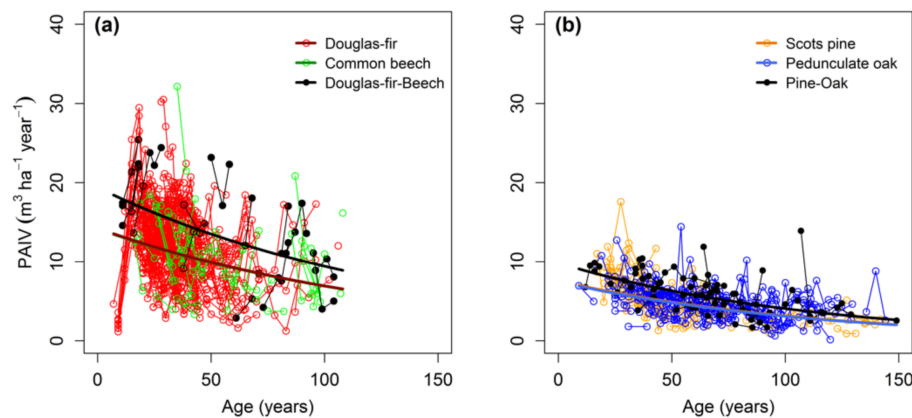 (a)
Douglas-fir
Common beech
Douglas-fir-Beech
PAIV (m³ ha⁻¹ year⁻¹)
40
30
20
10
0
0 50 100 150
Age (years)
(b)
Scots pine
Pedunculate oak
Pine-Oak
40
30
20
10
0
0 50 100 150
Age (years)